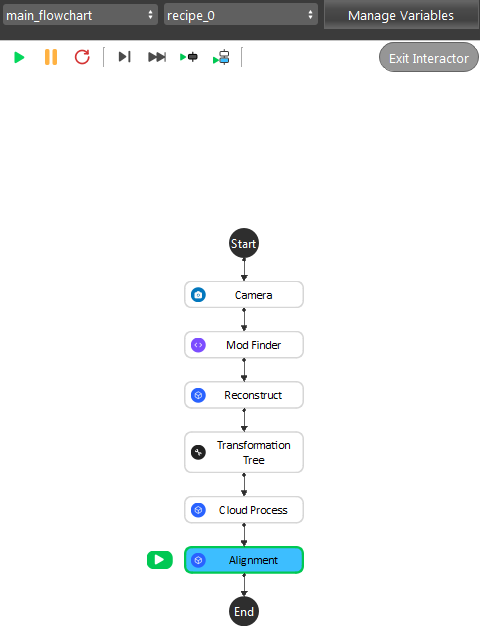 main_flowchart
recipe_0
Manage Variables
Exit Interactor
Start
Camera
Mod Finder
Reconstruct
Transformation
Tree
Cloud Process
Alignment
End